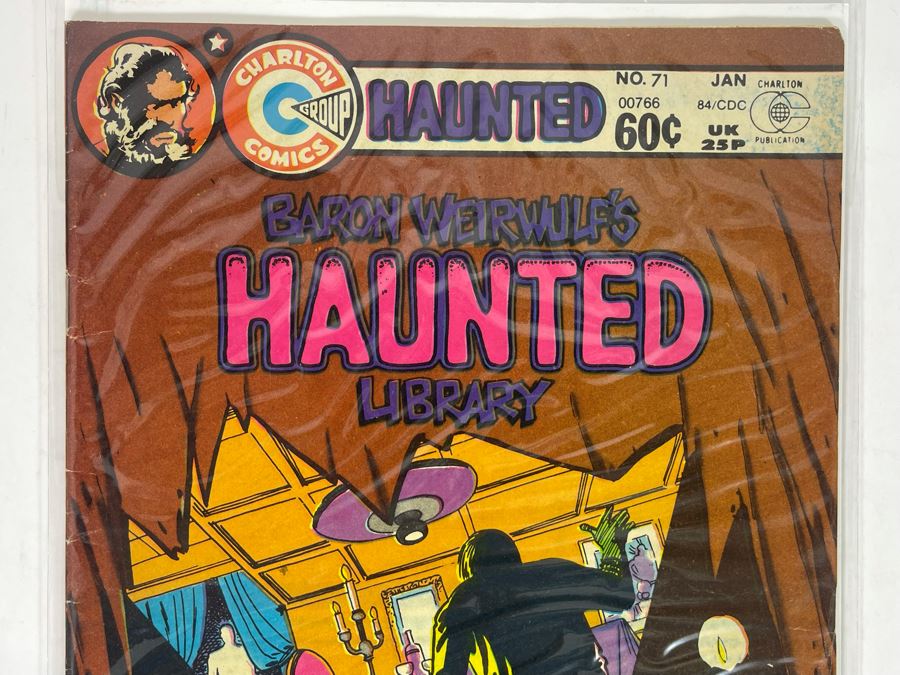 CHARLTON
COMICS
GROUP
HAUNTED
NO. 71
JAN
00766
84/CDC
60¢
UK
25P
CHARLTON
PUBLICATION
BARON WEIRWULF'S
HAUNTED
LIBRARY